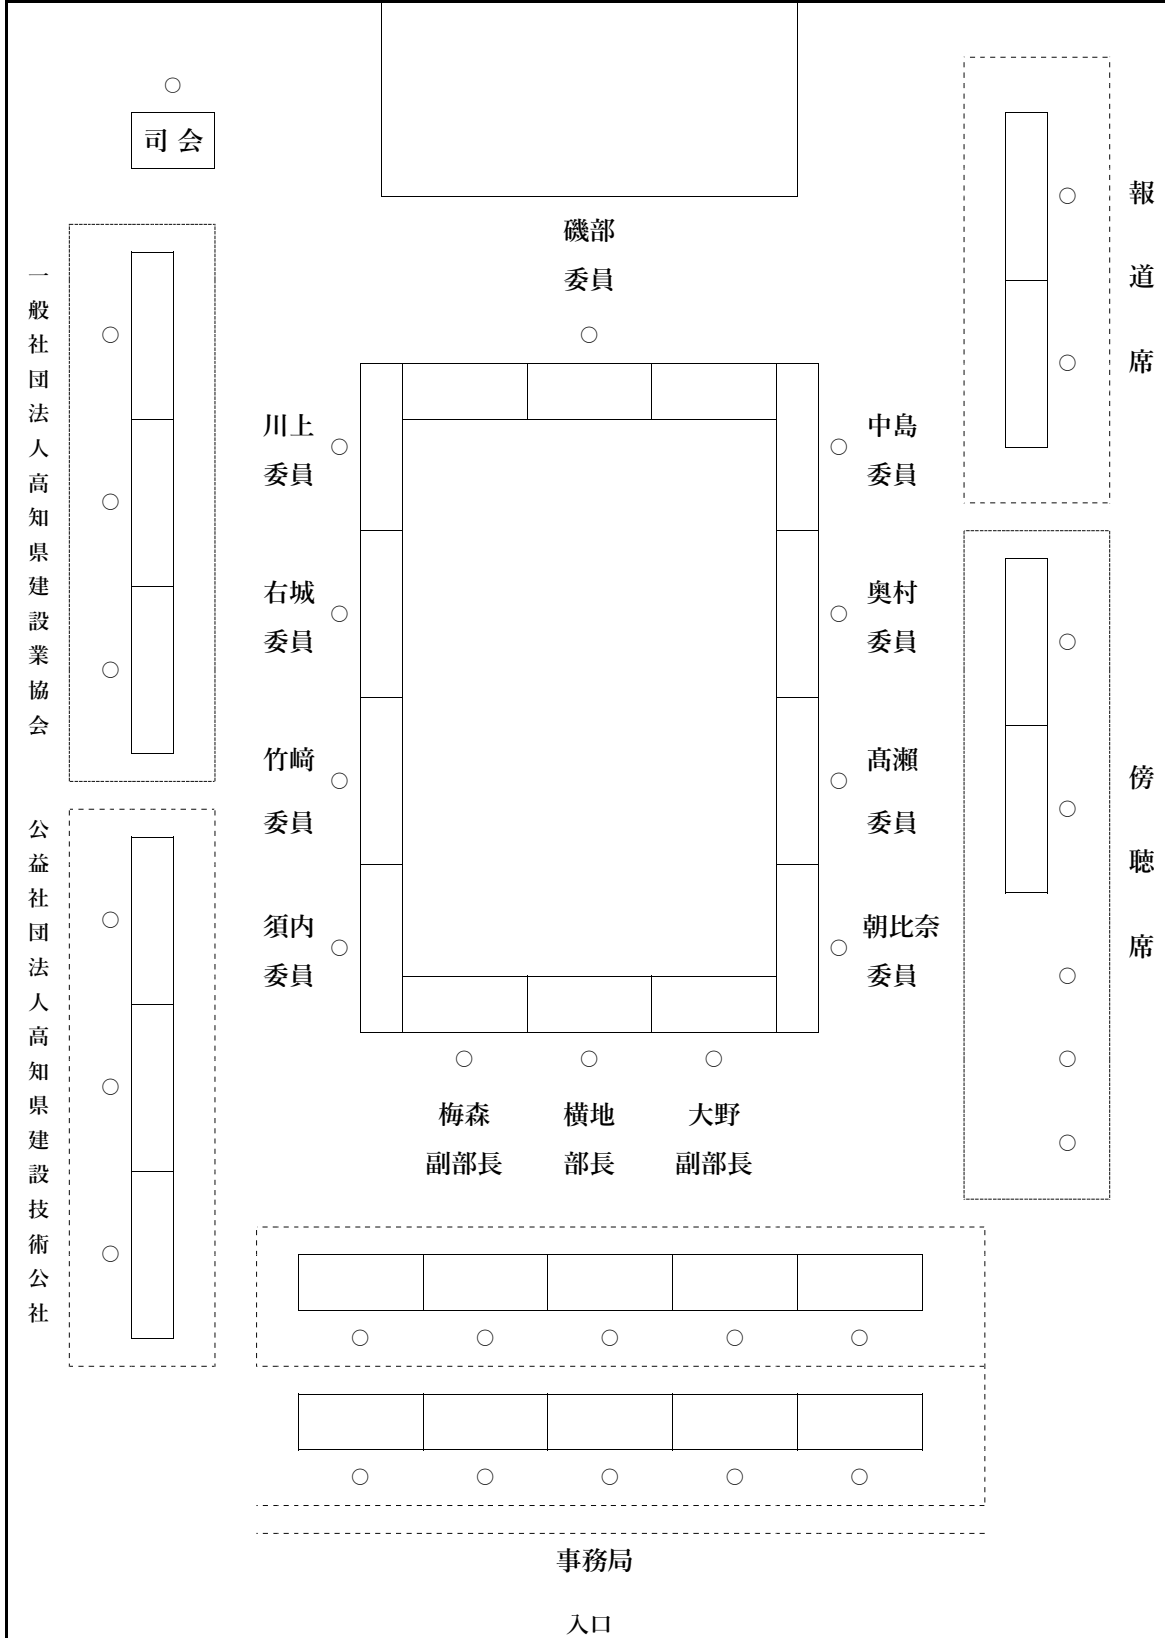 司会
報道席
磯部
委員
一般社団法人高知県建設業協会
川上
委員
中島
委員
右城
委員
奥村
委員
竹﨑
委員
髙瀬
委員
傍聴席
公益社団法人高知県建設技術公社
須内
委員
朝比奈
委員
梅森
副部長
横地
部長
大野
副部長
事務局
入口